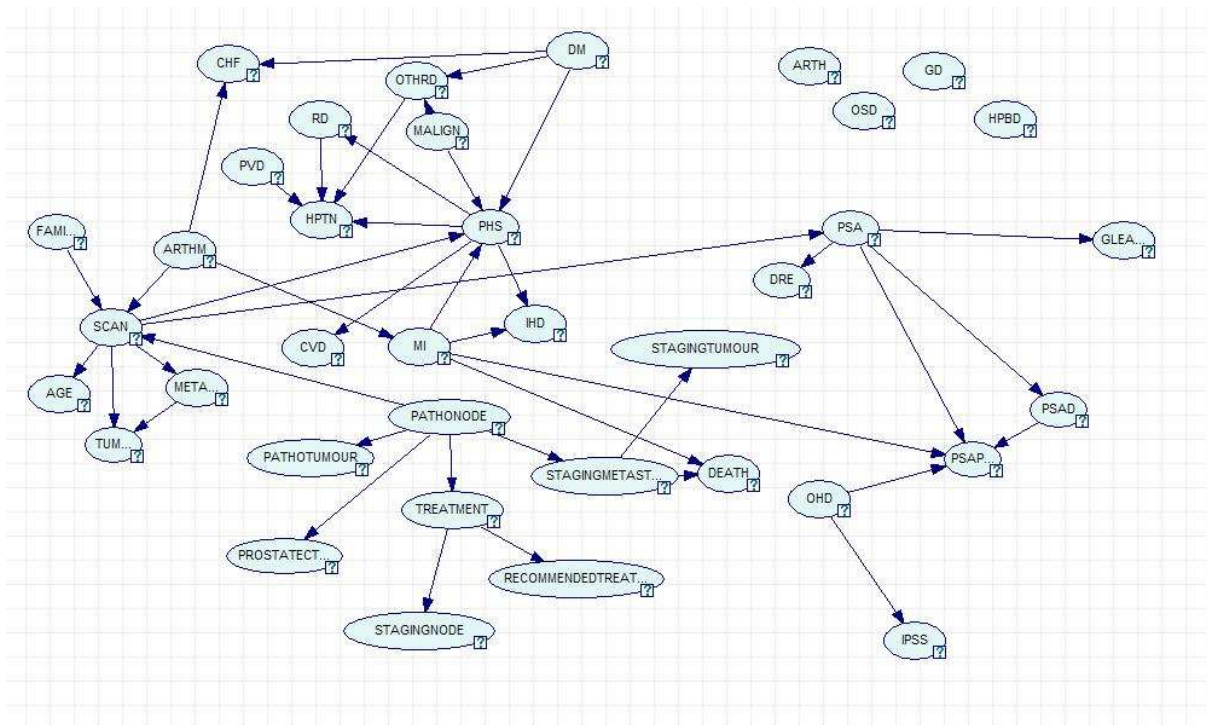 DM
CHF
ARTH
GD
OTHRD
OSD
RD
MALIGN
HPBD
PVD
HPTN
PHS
PSA
FAMI...
ARTHM
GLEA...
DRE
SCAN
IHD
CVD
MI
STAGINGTUMOUR
AGE
META...
PSAD
PATHONODE
TUM...
PATHOTUMOUR
PSAP...
STAGINGMETAST...
DEATH
OHD
TREATMENT
PROSTATECT...
RECOMMENDEDTREAT...
STAGINGNODE
IPSS